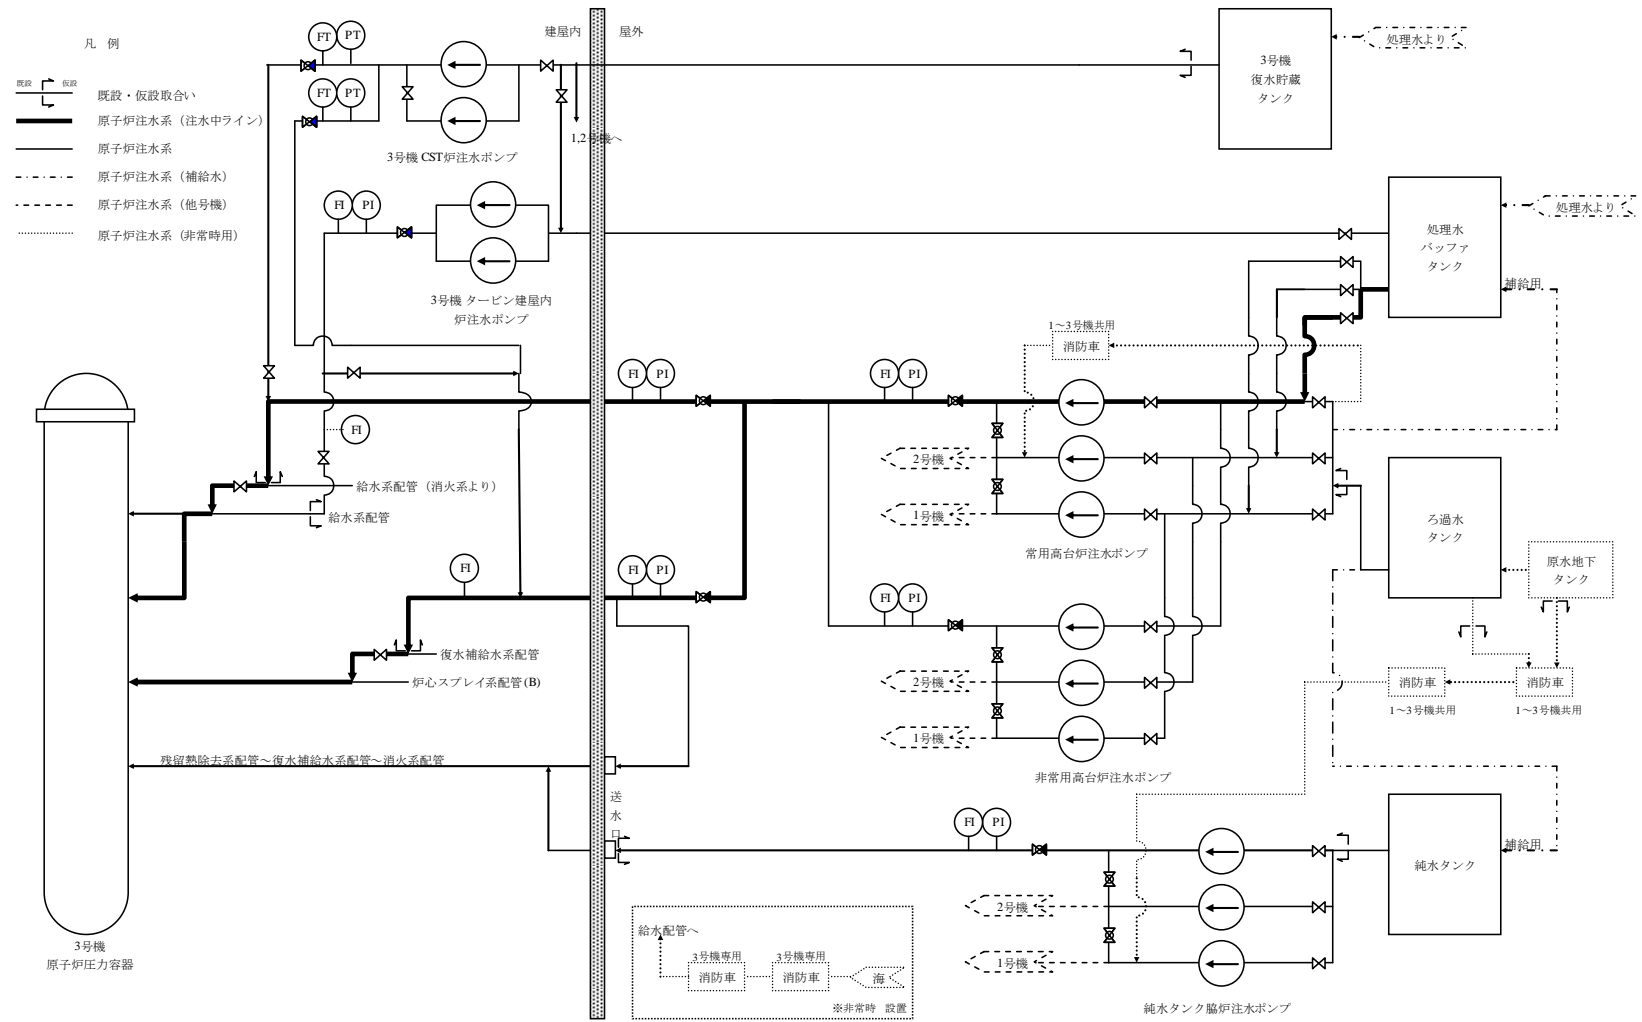 凡 例
既設 仮設
既設・仮設取合い
原子炉注水系（注水中ライン）
原子炉注水系
原子炉注水系（補給水）
原子炉注水系（他号機）
原子炉注水系（非常時用）
建屋内 屋外
FT PT
FT PT
3号機 CST炉注水ポンプ
1,2号機へ
3号機
復水貯蔵
タンク
処理水より
FI PI
3号機 タービン建屋内
炉注水ポンプ
処理水
バッファ
タンク
処理水より
補給用
1～3号機共用
消防車
FI PI
FI PI
FI
2号機
1号機
常用高台炉注水ポンプ
給水系配管（消火系より）
給水系配管
ろ過水
タンク
原水地下
タンク
FI
FI PI
FI PI
2号機
1号機
非常用高台炉注水ポンプ
復水補給水系配管
炉心スプレイ系配管(B)
消防車
1～3号機共用
消防車
1～3号機共用
残留熱除去系配管～復水補給水系配管～消火系配管
送
水
口
FI PI
2号機
1号機
純水タンク脇炉注水ポンプ
純水タンク
補給用
3号機
原子炉圧力容器
給水配管へ
3号機専用
消防車
3号機専用
消防車
海
※非常時 設置